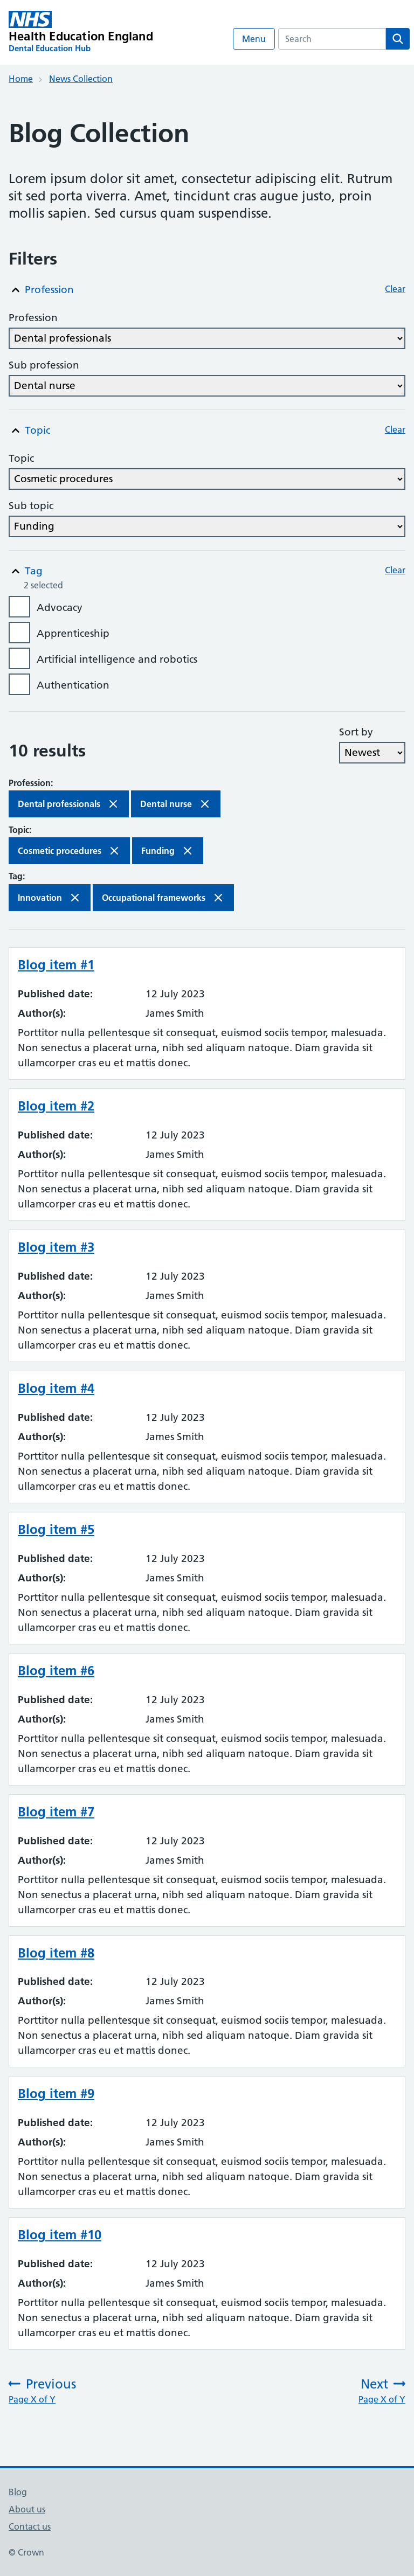 NHS
Health Education England
Dental Education Hub
Menu
Search
Home > News Collection
Blog Collection
Lorem ipsum dolor sit amet, consectetur adipiscing elit. Rutrum
sit sed porta viverra. Amet, tincidunt cras augue justo, proin
mollis sapien. Sed cursus quam suspendisse.
Filters
Profession Clear
Profession
Dental professionals
Sub profession
Dental nurse
Topic Clear
Topic
Cosmetic procedures
Sub topic
Funding
Tag Clear
2 selected
Advocacy
Apprenticeship
Artificial intelligence and robotics
Authentication
Sort by
10 results
Newest
Profession:
Dental professionals Dental nurse
Topic:
Cosmetic procedures Funding
Tag:
Innovation Occupational frameworks
Blog item #1
Published date: 12 July 2023
Author(s): James Smith
Porttitor nulla pellentesque sit consequat, euismod sociis tempor, malesuada.
Non senectus a placerat urna, nibh sed aliquam natoque. Diam gravida sit
ullamcorper cras eu et mattis donec.
Blog item #2
Published date: 12 July 2023
Author(s): James Smith
Porttitor nulla pellentesque sit consequat, euismod sociis tempor, malesuada.
Non senectus a placerat urna, nibh sed aliquam natoque. Diam gravida sit
ullamcorper cras eu et mattis donec.
Blog item #3
Published date: 12 July 2023
Author(s): James Smith
Porttitor nulla pellentesque sit consequat, euismod sociis tempor, malesuada.
Non senectus a placerat urna, nibh sed aliquam natoque. Diam gravida sit
ullamcorper cras eu et mattis donec.
Blog item #4
Published date: 12 July 2023
Author(s): James Smith
Porttitor nulla pellentesque sit consequat, euismod sociis tempor, malesuada.
Non senectus a placerat urna, nibh sed aliquam natoque. Diam gravida sit
ullamcorper cras eu et mattis donec.
Blog item #5
Published date: 12 July 2023
Author(s): James Smith
Porttitor nulla pellentesque sit consequat, euismod sociis tempor, malesuada.
Non senectus a placerat urna, nibh sed aliquam natoque. Diam gravida sit
ullamcorper cras eu et mattis donec.
Blog item #6
Published date: 12 July 2023
Author(s): James Smith
Porttitor nulla pellentesque sit consequat, euismod sociis tempor, malesuada.
Non senectus a placerat urna, nibh sed aliquam natoque. Diam gravida sit
ullamcorper cras eu et mattis donec.
Blog item #7
Published date: 12 July 2023
Author(s): James Smith
Porttitor nulla pellentesque sit consequat, euismod sociis tempor, malesuada.
Non senectus a placerat urna, nibh sed aliquam natoque. Diam gravida sit
ullamcorper cras eu et mattis donec.
Blog item #8
Published date: 12 July 2023
Author(s): James Smith
Porttitor nulla pellentesque sit consequat, euismod sociis tempor, malesuada.
Non senectus a placerat urna, nibh sed aliquam natoque. Diam gravida sit
ullamcorper cras eu et mattis donec.
Blog item #9
Published date: 12 July 2023
Author(s): James Smith
Porttitor nulla pellentesque sit consequat, euismod sociis tempor, malesuada.
Non senectus a placerat urna, nibh sed aliquam natoque. Diam gravida sit
ullamcorper cras eu et mattis donec.
Blog item #10
Published date: 12 July 2023
Author(s): James Smith
Porttitor nulla pellentesque sit consequat, euismod sociis tempor, malesuada.
Non senectus a placerat urna, nibh sed aliquam natoque. Diam gravida sit
ullamcorper cras eu et mattis donec.
Previous Next
Page X of Y Page X of Y
Blog
About us
Contact us
© Crown